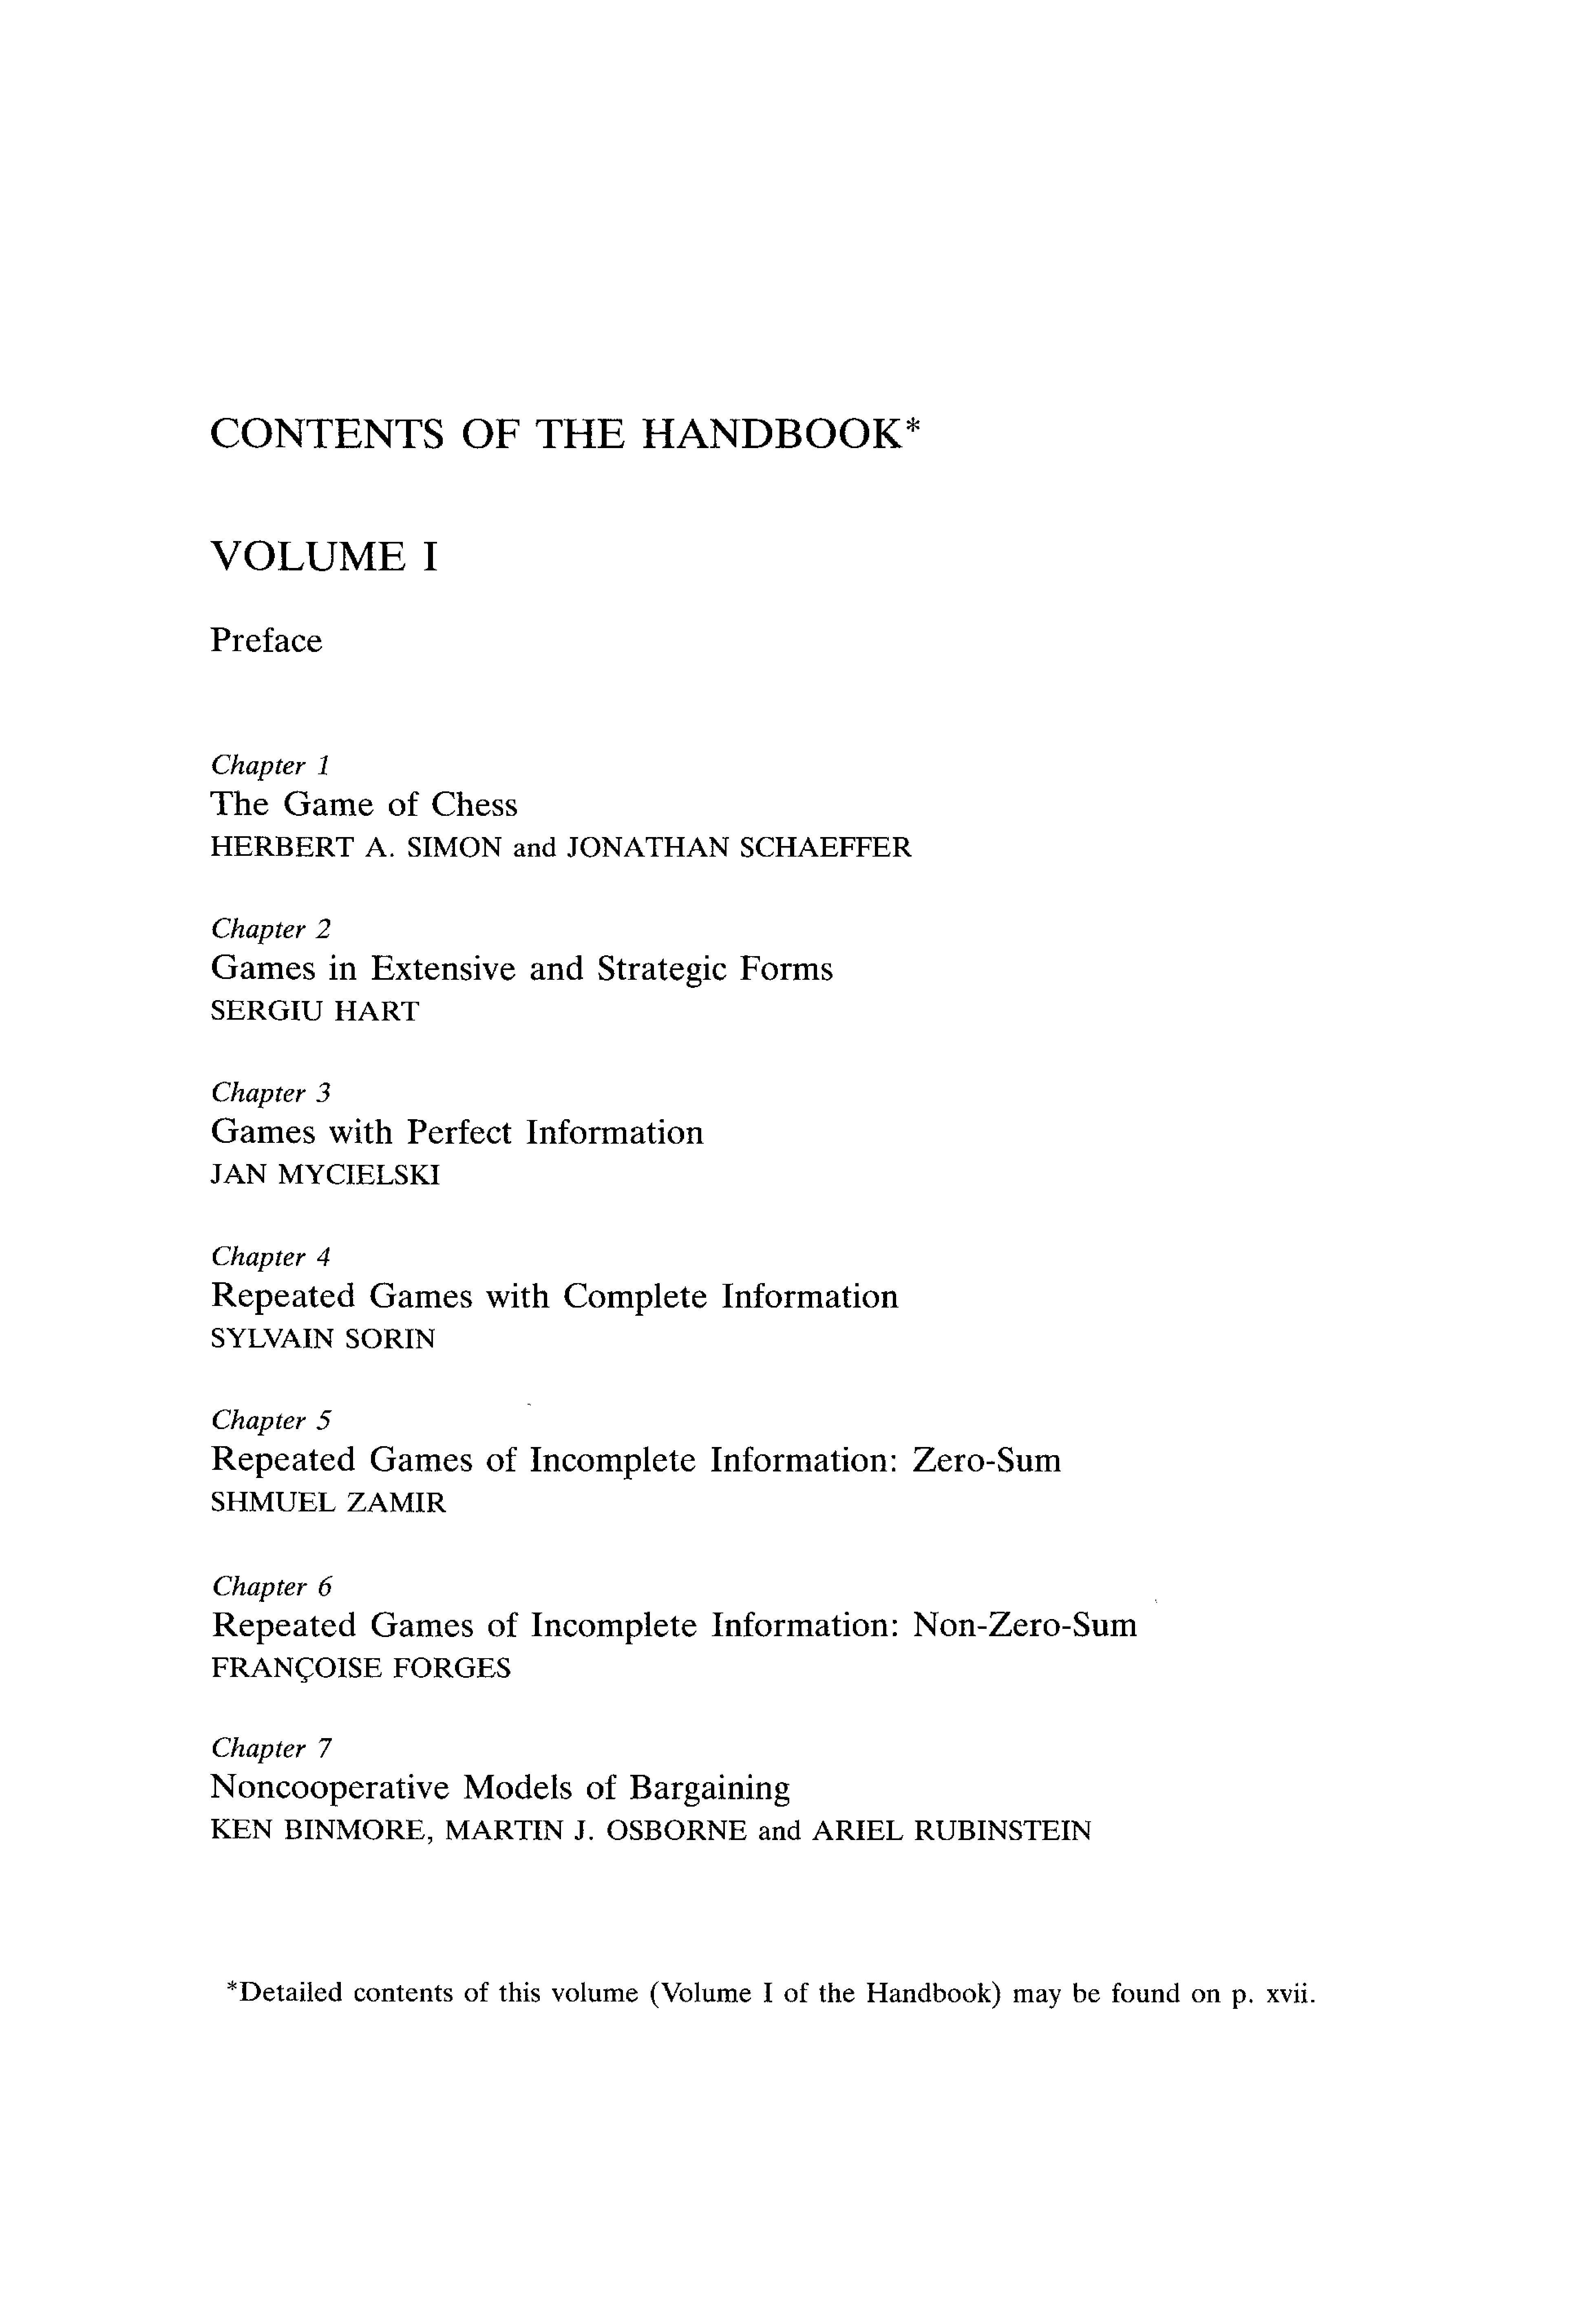 CONTENTS OF THE HANDBOOK*
VOLUME I
Preface
Chapter 1
The Game of Chess
HERBERT A. SIMON and JONATHAN SCHAEFFER
Chapter 2
Games in Extensive and Strategic Forms
SERGIU HART
Chapter 3
Games with Perfect Information
JAN MYCIELSKI
Chapter 4
Repeated Games with Complete Information
SYLVAIN SORIN
Chapter 5
Repeated Games of Incomplete Information: Zero-Sum
SHMUEL ZAMIR
Chapter 6
Repeated Games of Incomplete Information: Non-Zero-Sum
FRANÇOISE FORGES
Chapter 7
Noncooperative Models of Bargaining
KEN BINMORE, MARTIN J. OSBORNE and ARIEL RUBINSTEIN
*Detailed contents of this volume (Volume I of the Handbook) may be found on p. xvii.